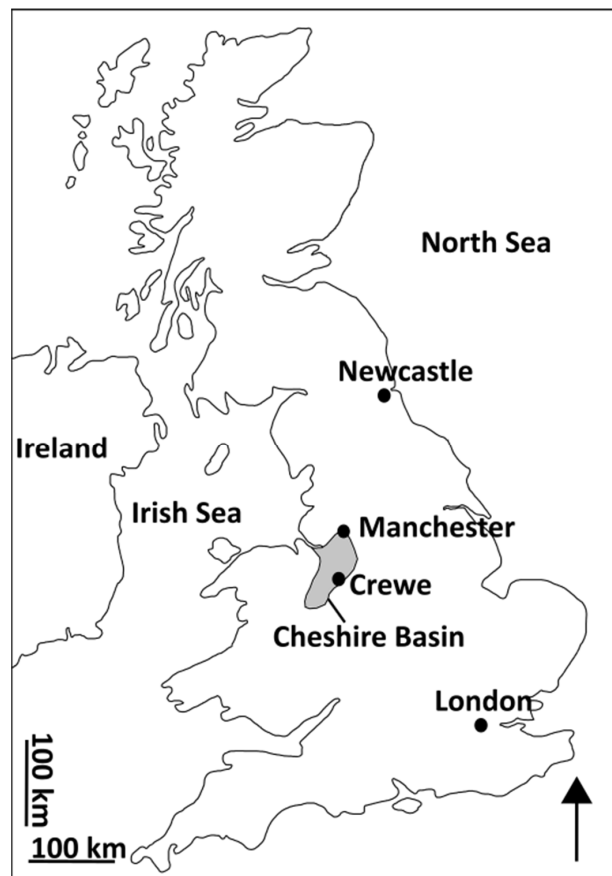 North Sea
Newcastle
Ireland
Irish Sea
Manchester
Crewe
Cheshire Basin
London
100 km
100 km